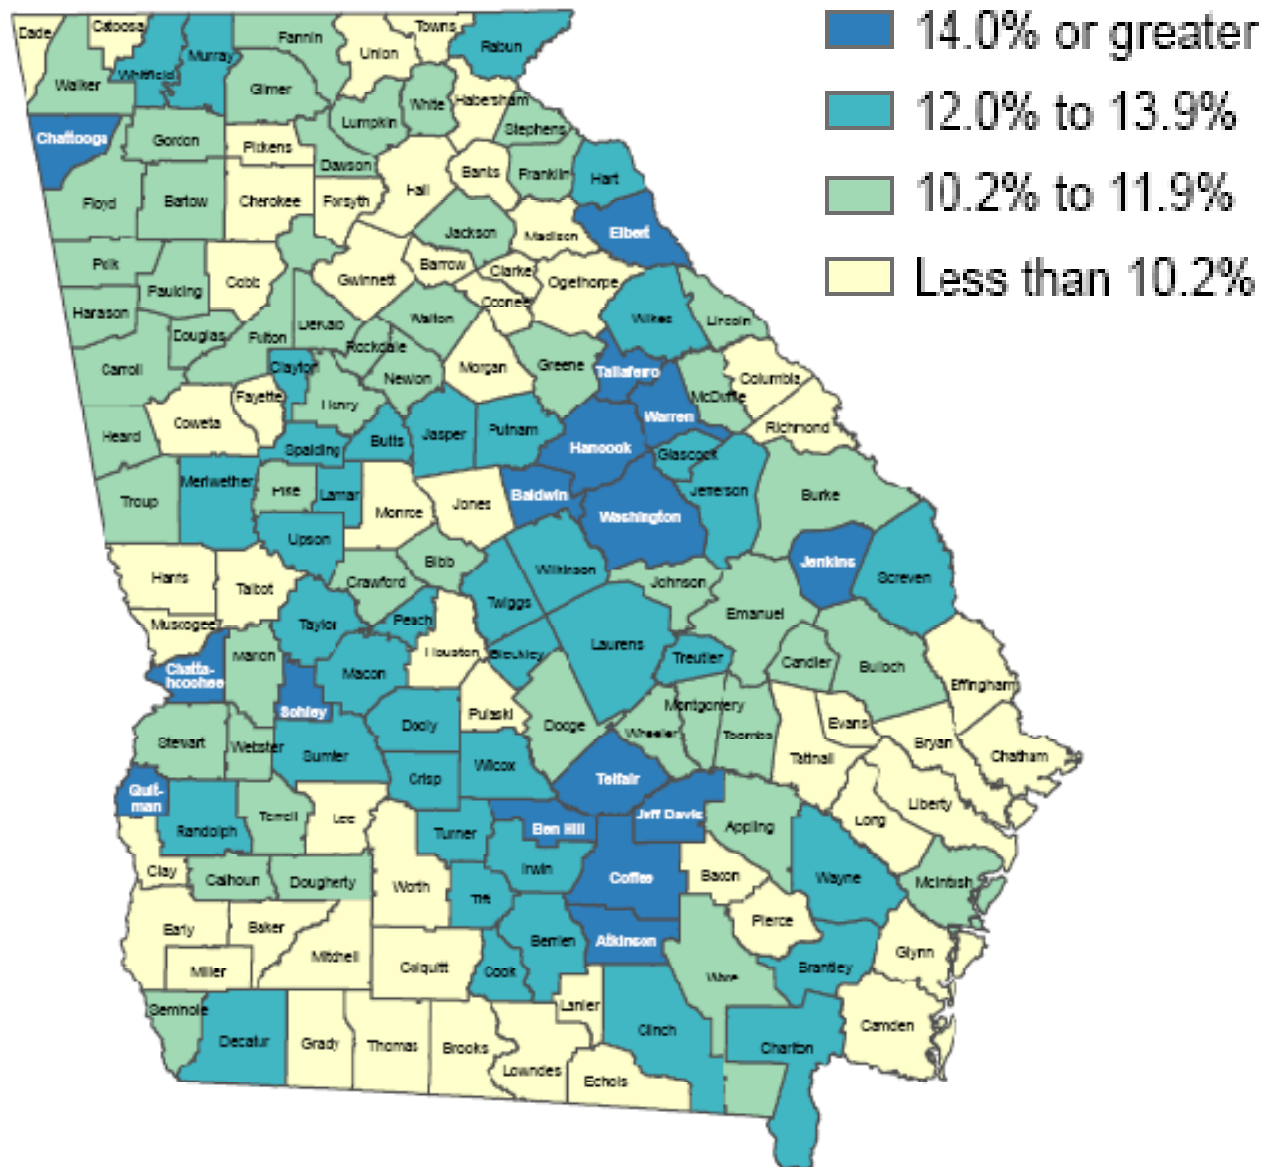 14.0% or greater
12.0% to 13.9%
10.2% to 11.9%
Less than 10.2%
Dade
Catoosa
Whitfield
Murray
Fannin
Union
Towns
Rabun
Walker
Gilmer
Lumpkin
White
Habersham
Stephens
Chattooga
Gordon
Pickens
Dawson
Banks
Franklin
Hart
Floyd
Bartow
Cherokee
Forsyth
Hall
Jackson
Madison
Elbert
Polk
Paulding
Cobb
Gwinnett
Barrow
Clarke
Oconee
Ogethorpe
Harason
Douglas
Fulton
DeKalb
Rockdale
Walton
Wilkes
Lincoln
Carroll
Clayton
Newton
Morgan
Greene
Taliaferro
McDuffie
Columbia
Coweta
Fayette
Henry
Warren
Richmond
Heard
Spalding
Butts
Jasper
Putnam
Hancock
Glascock
Troup
Meriwether
Pike
Lamar
Monroe
Jones
Baldwin
Washington
Jefferson
Burke
Upson
Bibb
Wilkinson
Jenkins
Screven
Harris
Talbot
Crawford
Twiggs
Johnson
Emanuel
Muscogee
Taylor
Peach
Houston
Bleckley
Laurens
Treutler
Candler
Bulloch
Effingham
Chatta-
hoochee
Marion
Macon
Schley
Dooly
Pulaski
Dodge
Wheeler
Montgomery
Toombs
Tattnall
Evans
Bryan
Chatham
Stewart
Webster
Sumter
Crisp
Wilcox
Telfair
Jeff Davis
Appling
Long
Liberty
Quit-
man
Randolph
Terrell
Lee
Turner
Ben Hill
Irwin
Coffee
Bacon
Wayne
McIntosh
Clay
Calhoun
Dougherty
Worth
Tift
Early
Baker
Mitchell
Miller
Colquitt
Cook
Berrien
Atkinson
Pierce
Ware
Brantley
Glynn
Seminole
Decatur
Grady
Thomas
Brooks
Lowndes
Lanier
Echols
Clinch
Charlton
Camden